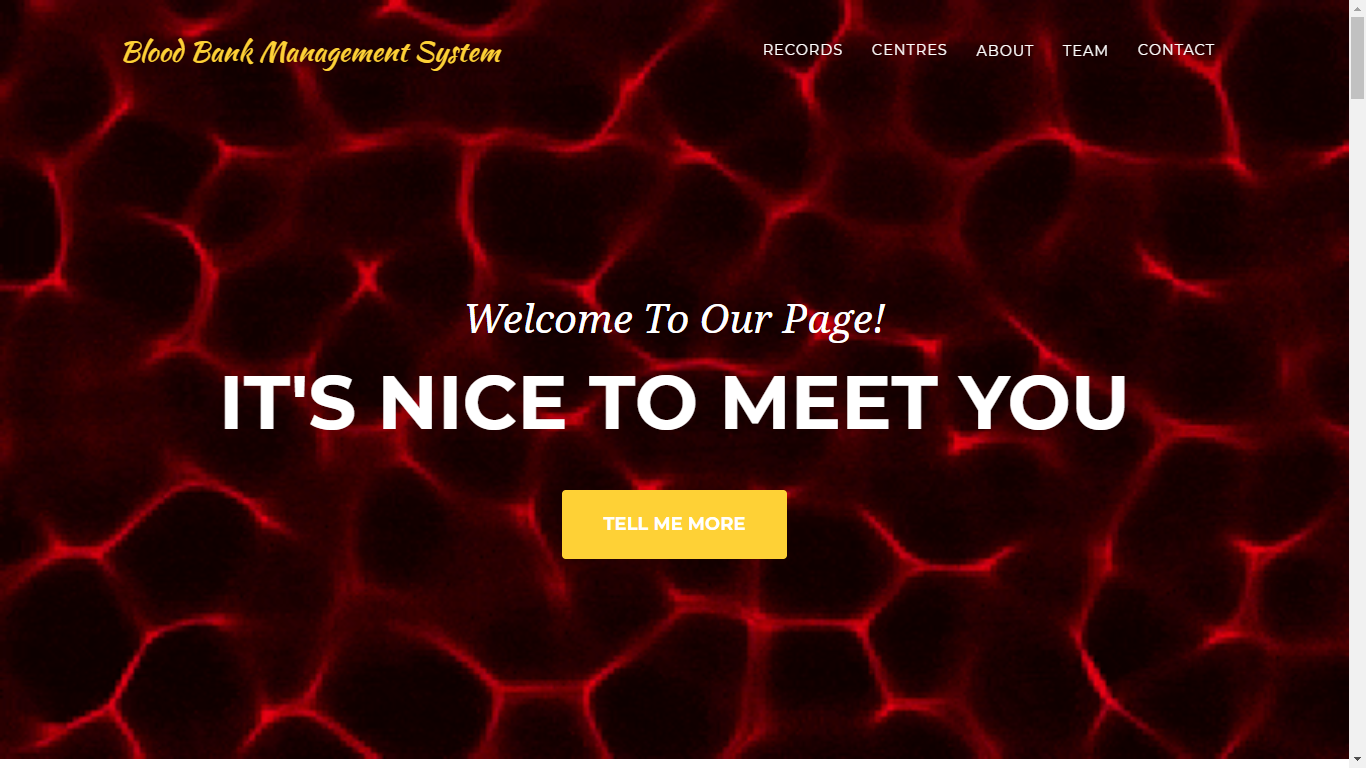 Blood Bank Management System
RECORDS CENTRES ABOUT TEAM CONTACT
Welcome To Our Page!
IT'S NICE TO MEET YOU
TELL ME MORE